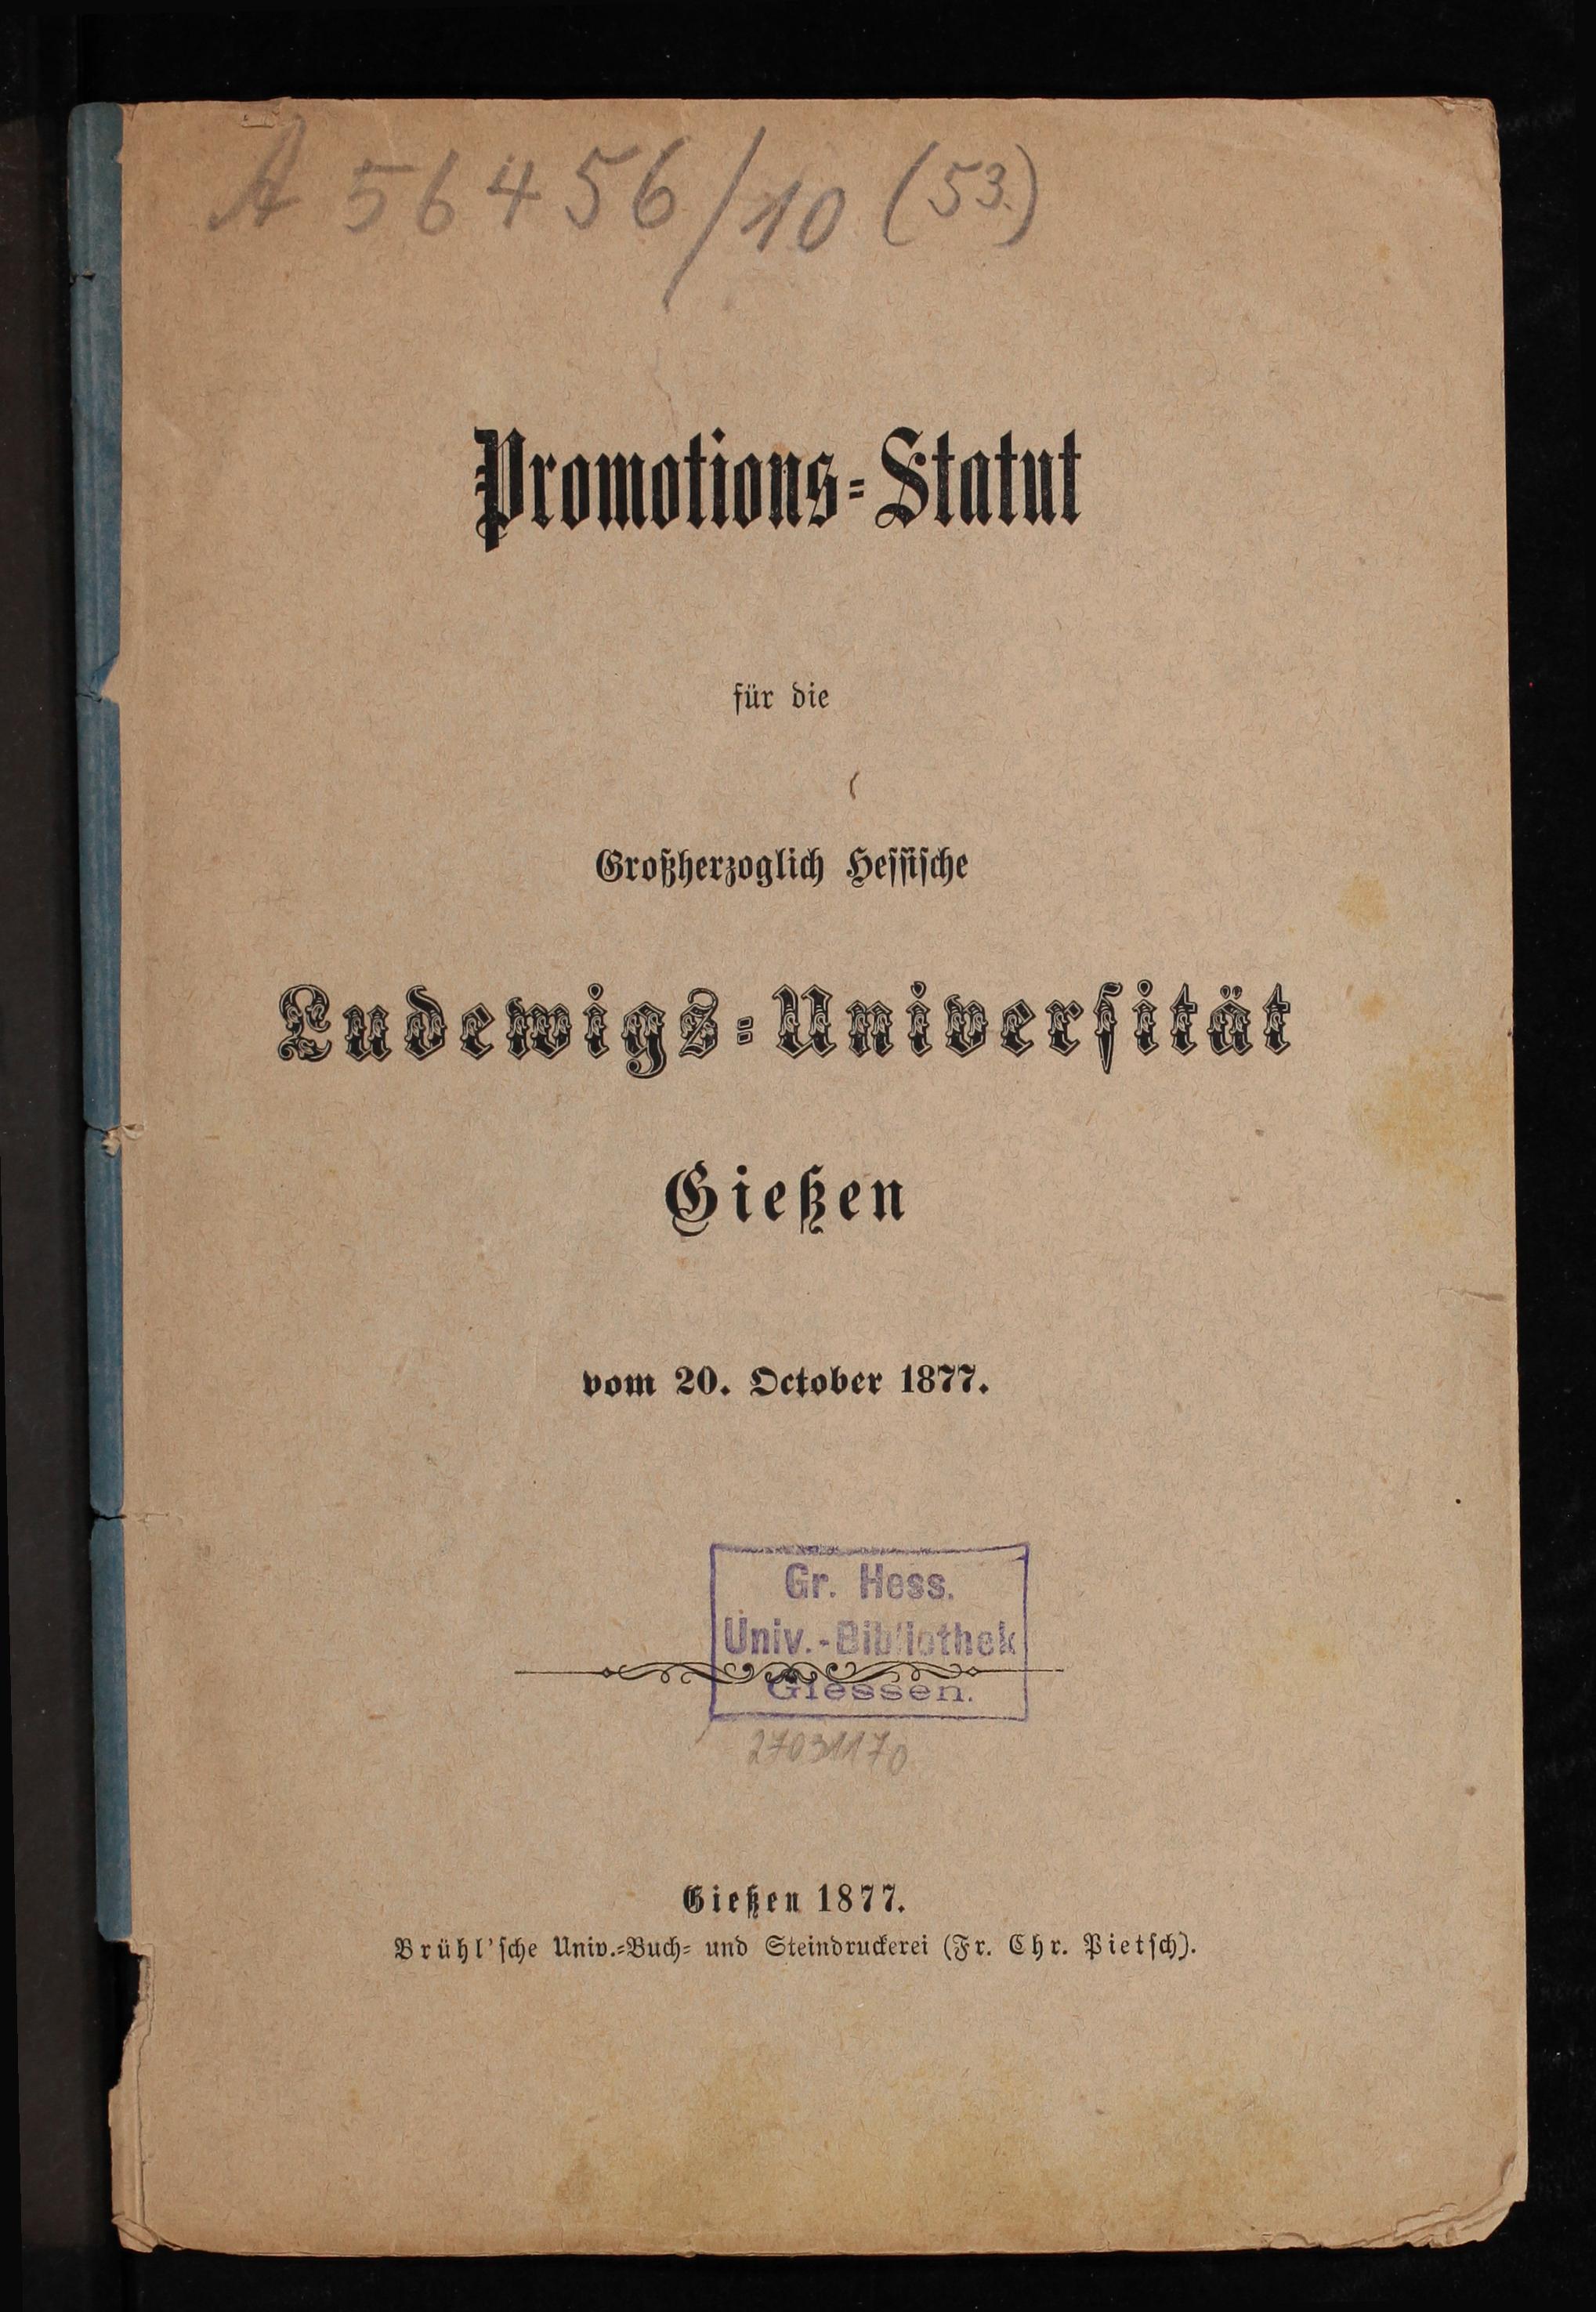 A 56456/10 (53.)
Promotions-Statut
für die
Großherzoglich Hessische
Ludewigs-Universität
Gießen
vom 20. October 1877.
Gr. Hess.
Univ.-Bibliothek
Giessen.
27031170
Gießen 1877.
Brühl'sche Univ.-Buch- und Steindruckerei (Fr. Chr. Pietsch).